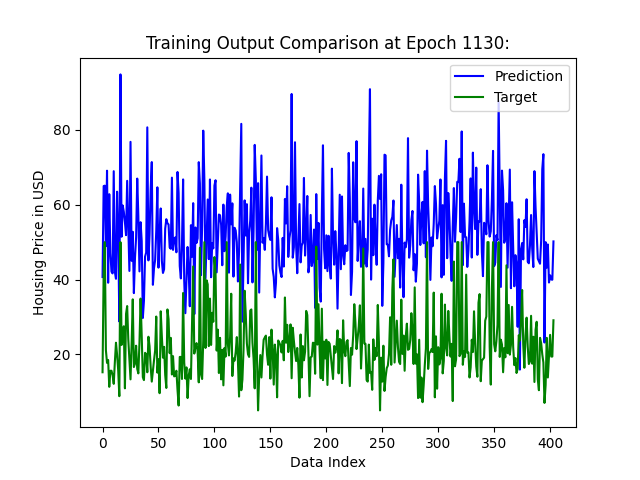 Training Output Comparison at Epoch 1130:
Prediction
Target
Housing Price in USD
80
60
40
20
0
50
100
150
200
250
300
350
400
Data Index